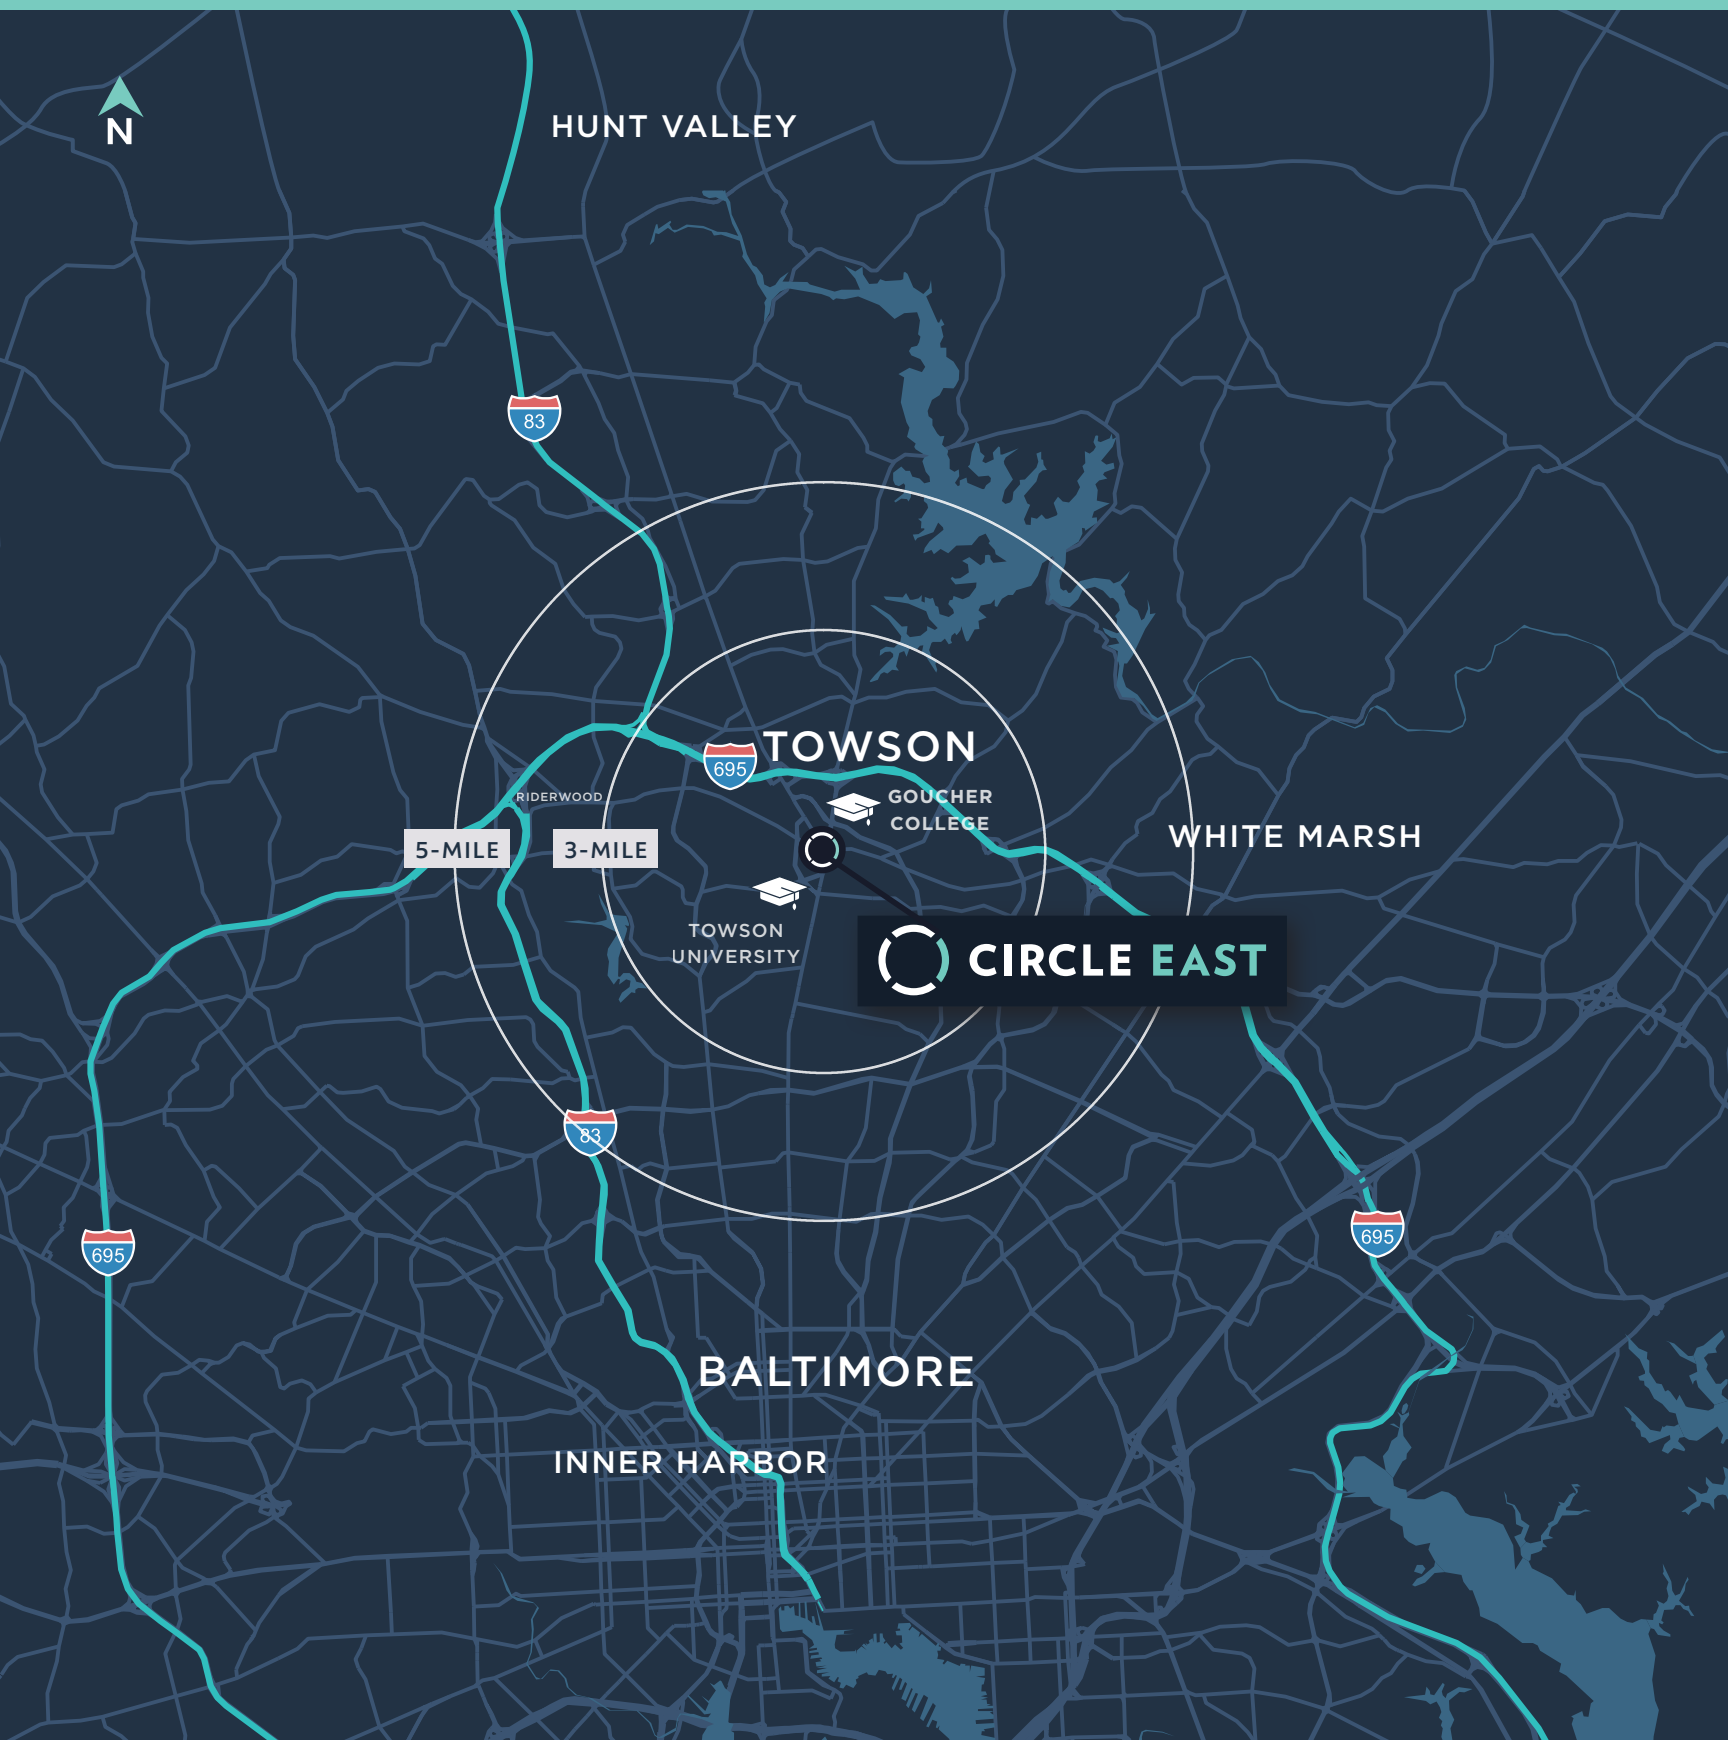 N
HUNT VALLEY
83
TOWSON
695
GOUCHER
COLLEGE
RIDERWOOD
5-MILE
3-MILE
WHITE MARSH
TOWSON
UNIVERSITY
CIRCLE EAST
83
695
695
BALTIMORE
INNER HARBOR